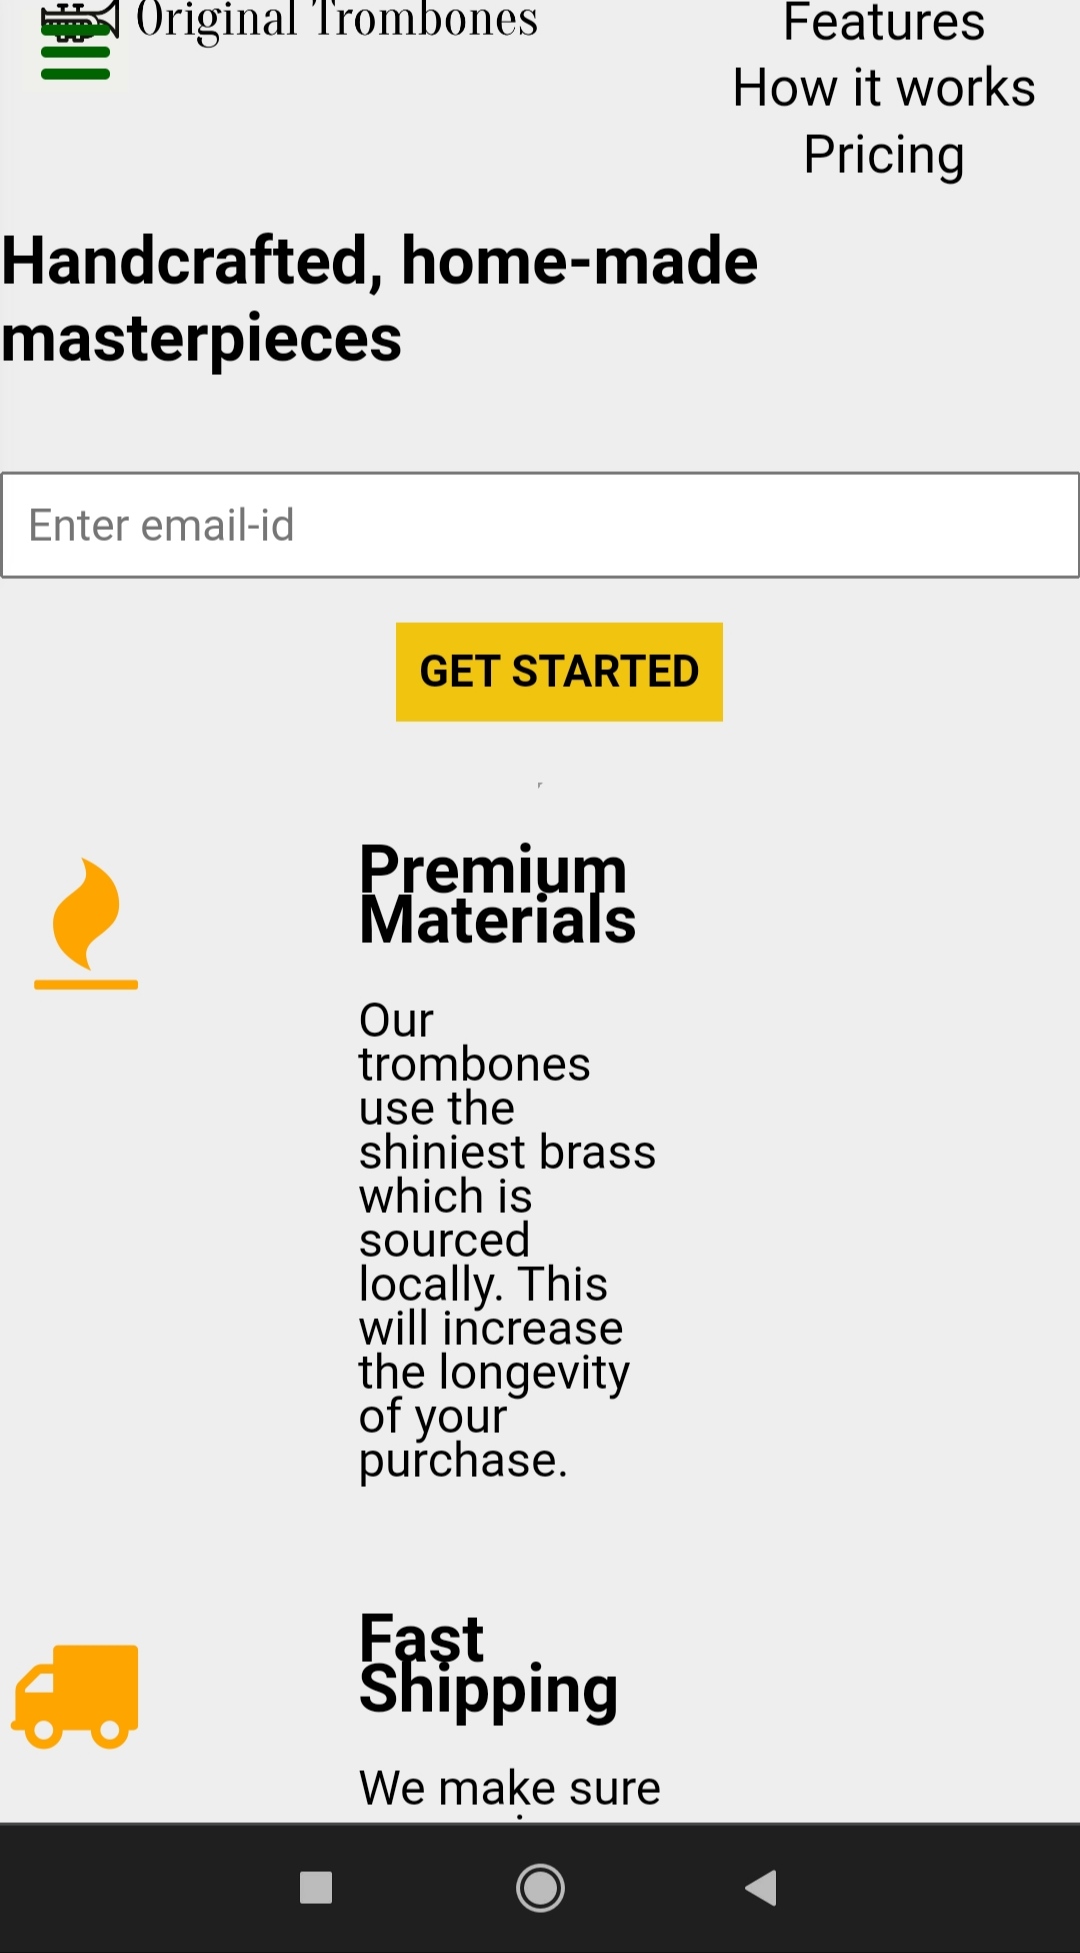 Original Trombones
Features
How it works
Pricing
Handcrafted, home-made
masterpieces
Enter email-id
GET STARTED
Premium
Materials
Our
trombones
use the
shiniest brass
which is
sourced
locally. This
will increase
the longevity
of your
purchase.
Fast
Shipping
We make sure